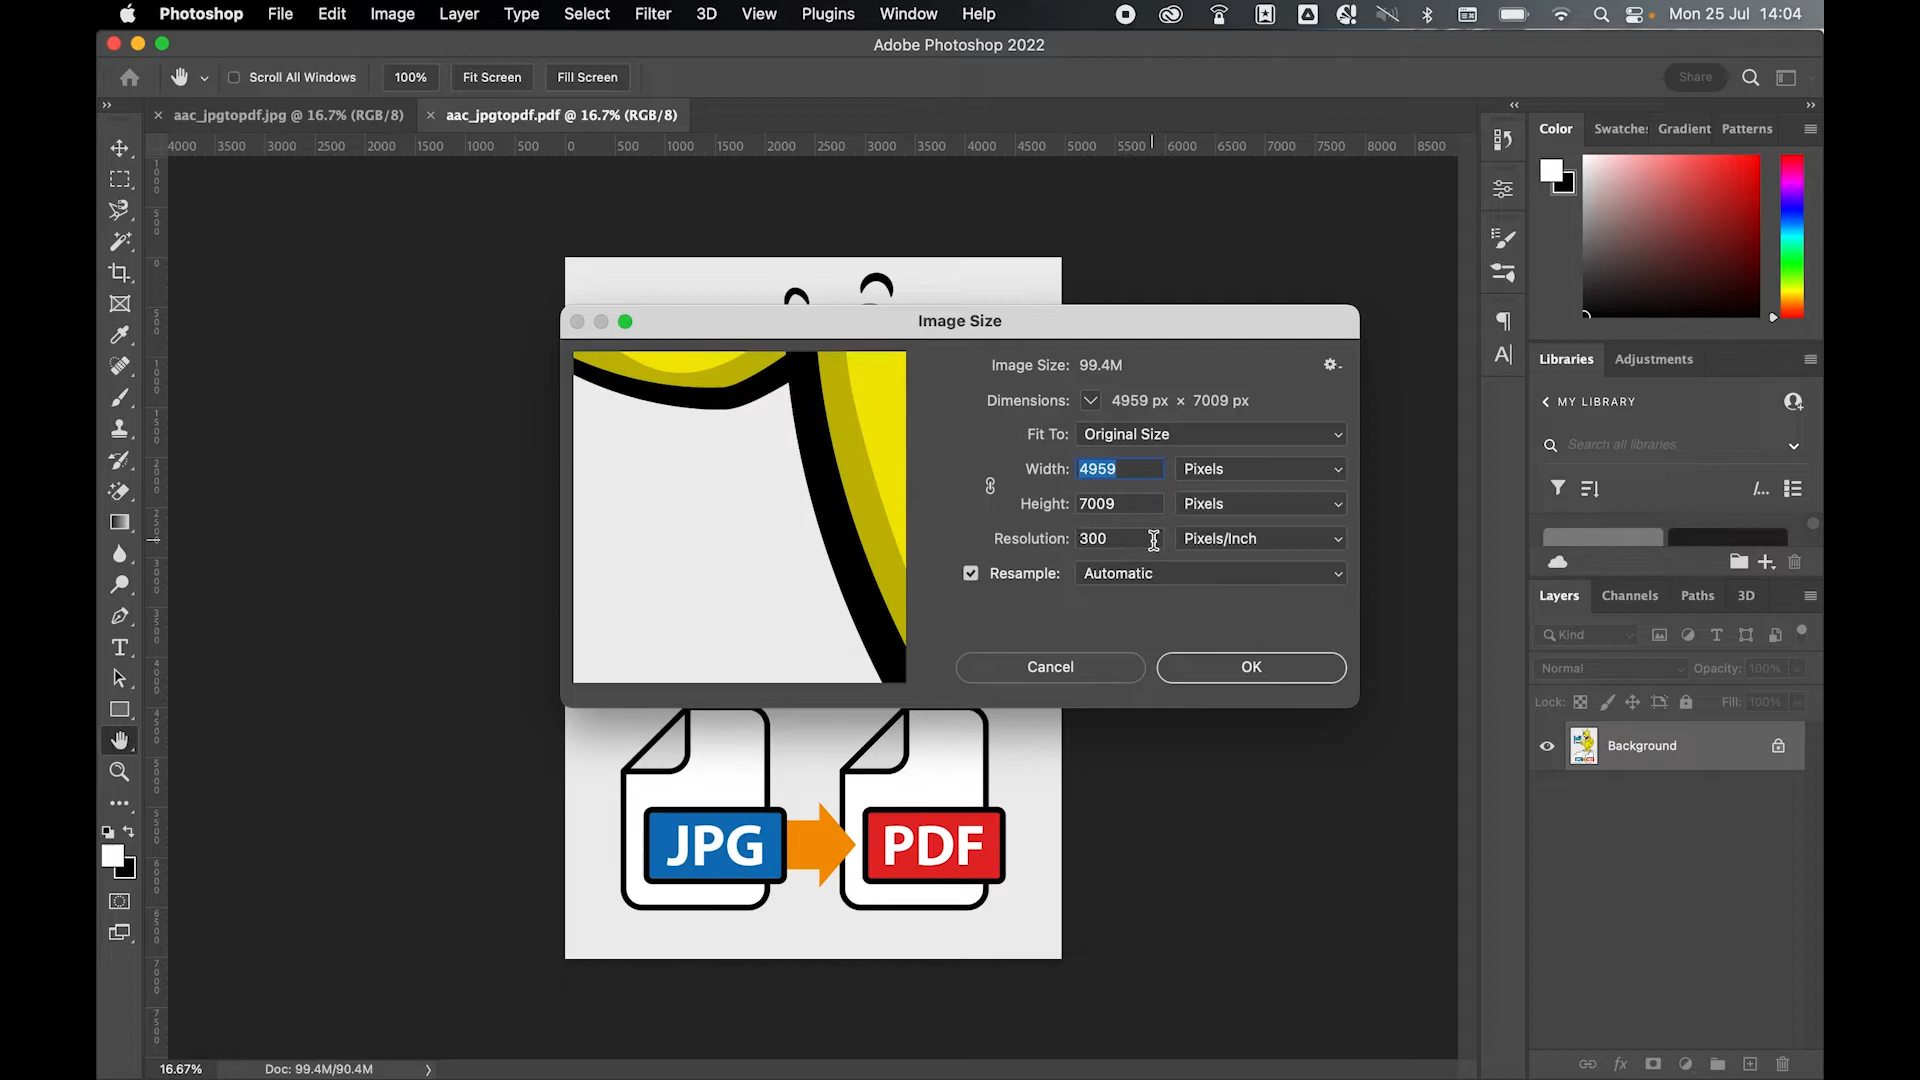 Photoshop File Edit Image Layer Type Select Filter 3D View Plugins Window Help Mon 25 Jul 14:04
Adobe Photoshop 2022
Scroll All Windows 100% Fit Screen Fill Screen Share
aac_jpgtopdf.jpg @ 16.7% (RGB/8) aac_jpgtopdf.pdf @ 16.7% (RGB/8)
4000 3500 3000 2500 2000 1500 1000 500 0 500 1000 1500 2000 2500 3000 3500 4000 4500 5000 5500 6000 6500 7000 7500 8000 8500
Color Swatches Gradient Patterns
Image Size
Image Size: 99.4M
Dimensions: 4959 px × 7009 px
Fit To: Original Size
Width: 4959 Pixels
Height: 7009 Pixels
Resolution: 300 Pixels/Inch
Resample: Automatic
Cancel OK
JPG PDF
Libraries Adjustments
MY LIBRARY
Search all libraries
Layers Channels Paths 3D
Kind
Normal Opacity: 100%
Lock: Fill: 100%
Background
fx
16.67% Doc: 99.4M/90.4M